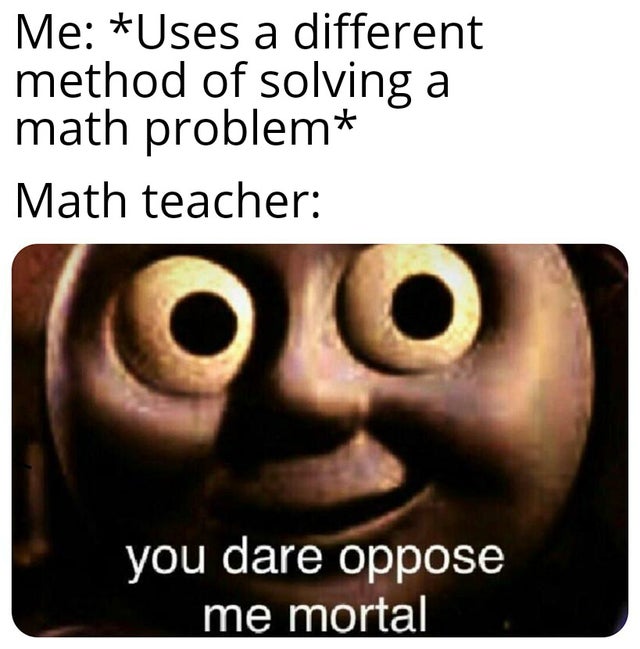 Me: *Uses a different
method of solving a
math problem*
Math teacher:
you dare oppose
me mortal